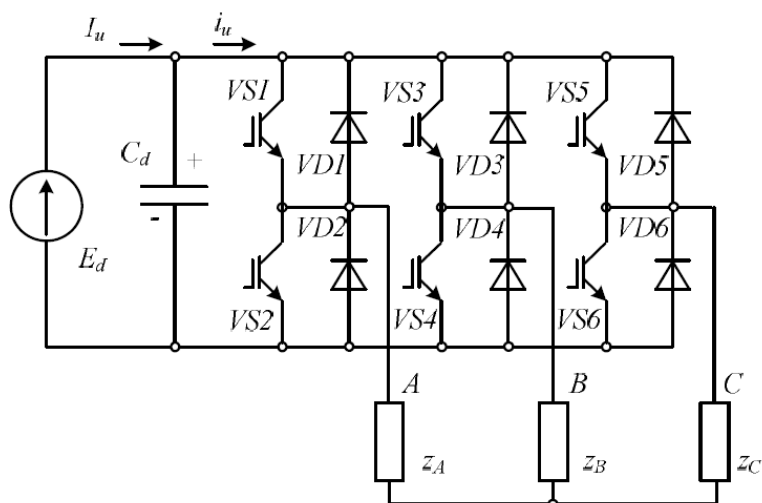 I_u i_u
VS1 VS3 VS5
C_d + VD1 VD3 VD5
- VD2 VD4 VD6
E_d
VS2 VS4 VS6
A B C
z_A z_B z_C